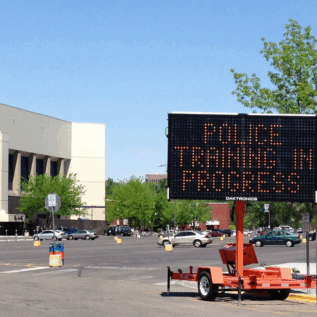 POLICE
TRAINING IN
PROGRESS
DAKTRONICS